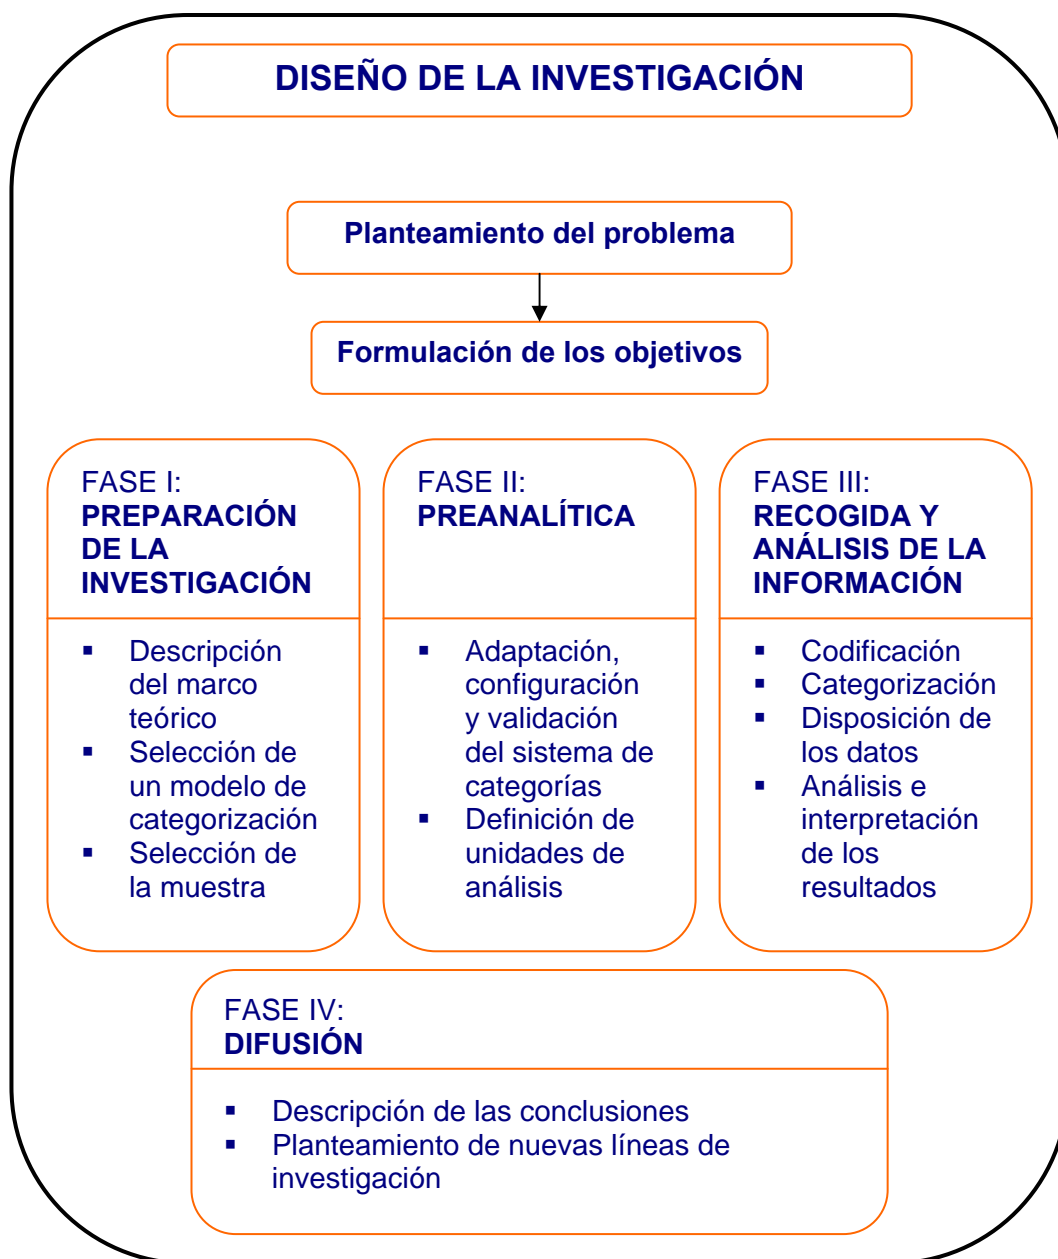 DISEÑO DE LA INVESTIGACIÓN
Planteamiento del problema
Formulación de los objetivos
FASE I:
PREPARACIÓN
DE LA
INVESTIGACIÓN
▪ Descripción
del marco
teórico
▪ Selección de
un modelo de
categorización
▪ Selección de
la muestra
FASE II:
PREANALÍTICA
▪ Adaptación,
configuración
y validación
del sistema de
categorías
▪ Definición de
unidades de
análisis
FASE III:
RECOGIDA Y
ANÁLISIS DE LA
INFORMACIÓN
▪ Codificación
▪ Categorización
▪ Disposición de
los datos
▪ Análisis e
interpretación
de los
resultados
FASE IV:
DIFUSIÓN
▪ Descripción de las conclusiones
▪ Planteamiento de nuevas líneas de
investigación